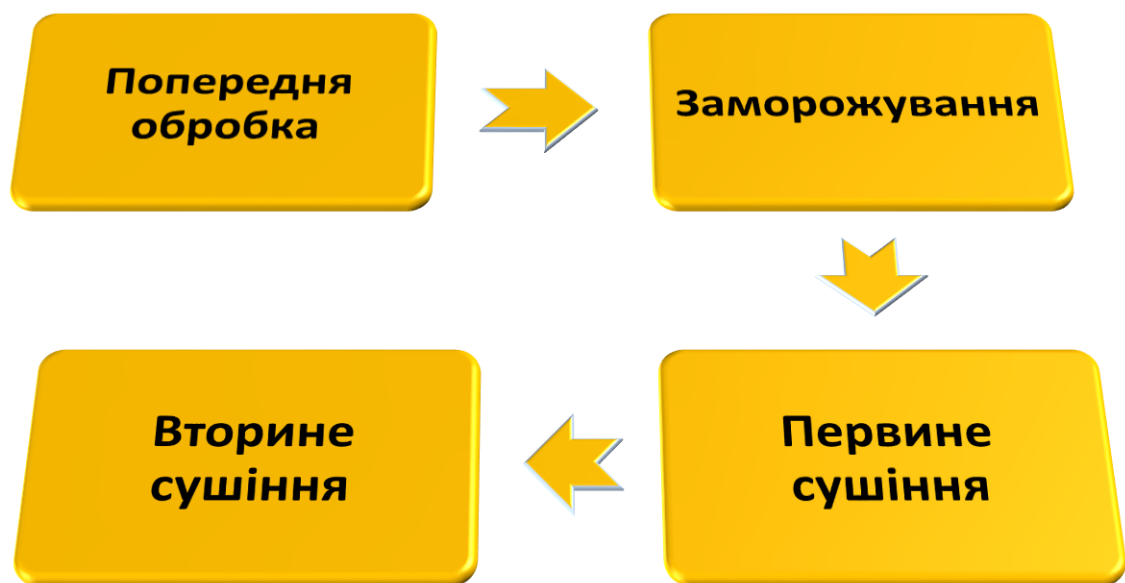 Попередня
обробка
Заморожування
Первине
сушіння
Вторине
сушіння